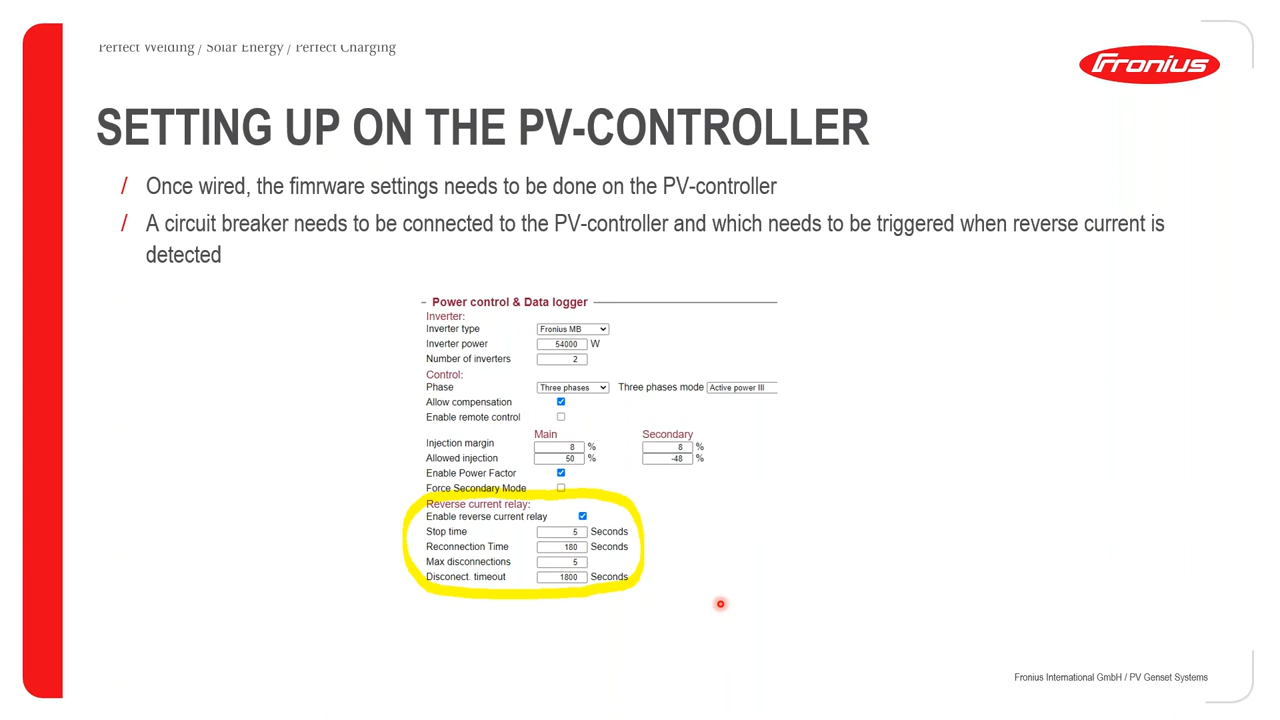 Perfect Welding / Solar Energy / Perfect Charging
Fronius
SETTING UP ON THE PV-CONTROLLER
/ Once wired, the fimrware settings needs to be done on the PV-controller
/ A circuit breaker needs to be connected to the PV-controller and which needs to be triggered when reverse current is
detected
Power control & Data logger
Inverter:
Inverter type Fronius MB
Inverter power 54000 W
Number of inverters 2
Control:
Phase Three phases Three phases mode Active power III
Allow compensation
Enable remote control
Main Secondary
Injection margin 8 % 8 %
Allowed injection 50 % -48 %
Enable Power Factor
Force Secondary Mode
Reverse current relay:
Enable reverse current relay
Stop time 5 Seconds
Reconnection Time 180 Seconds
Max disconnections 5
Disconect. timeout 1800 Seconds
Fronius International GmbH / PV Genset Systems